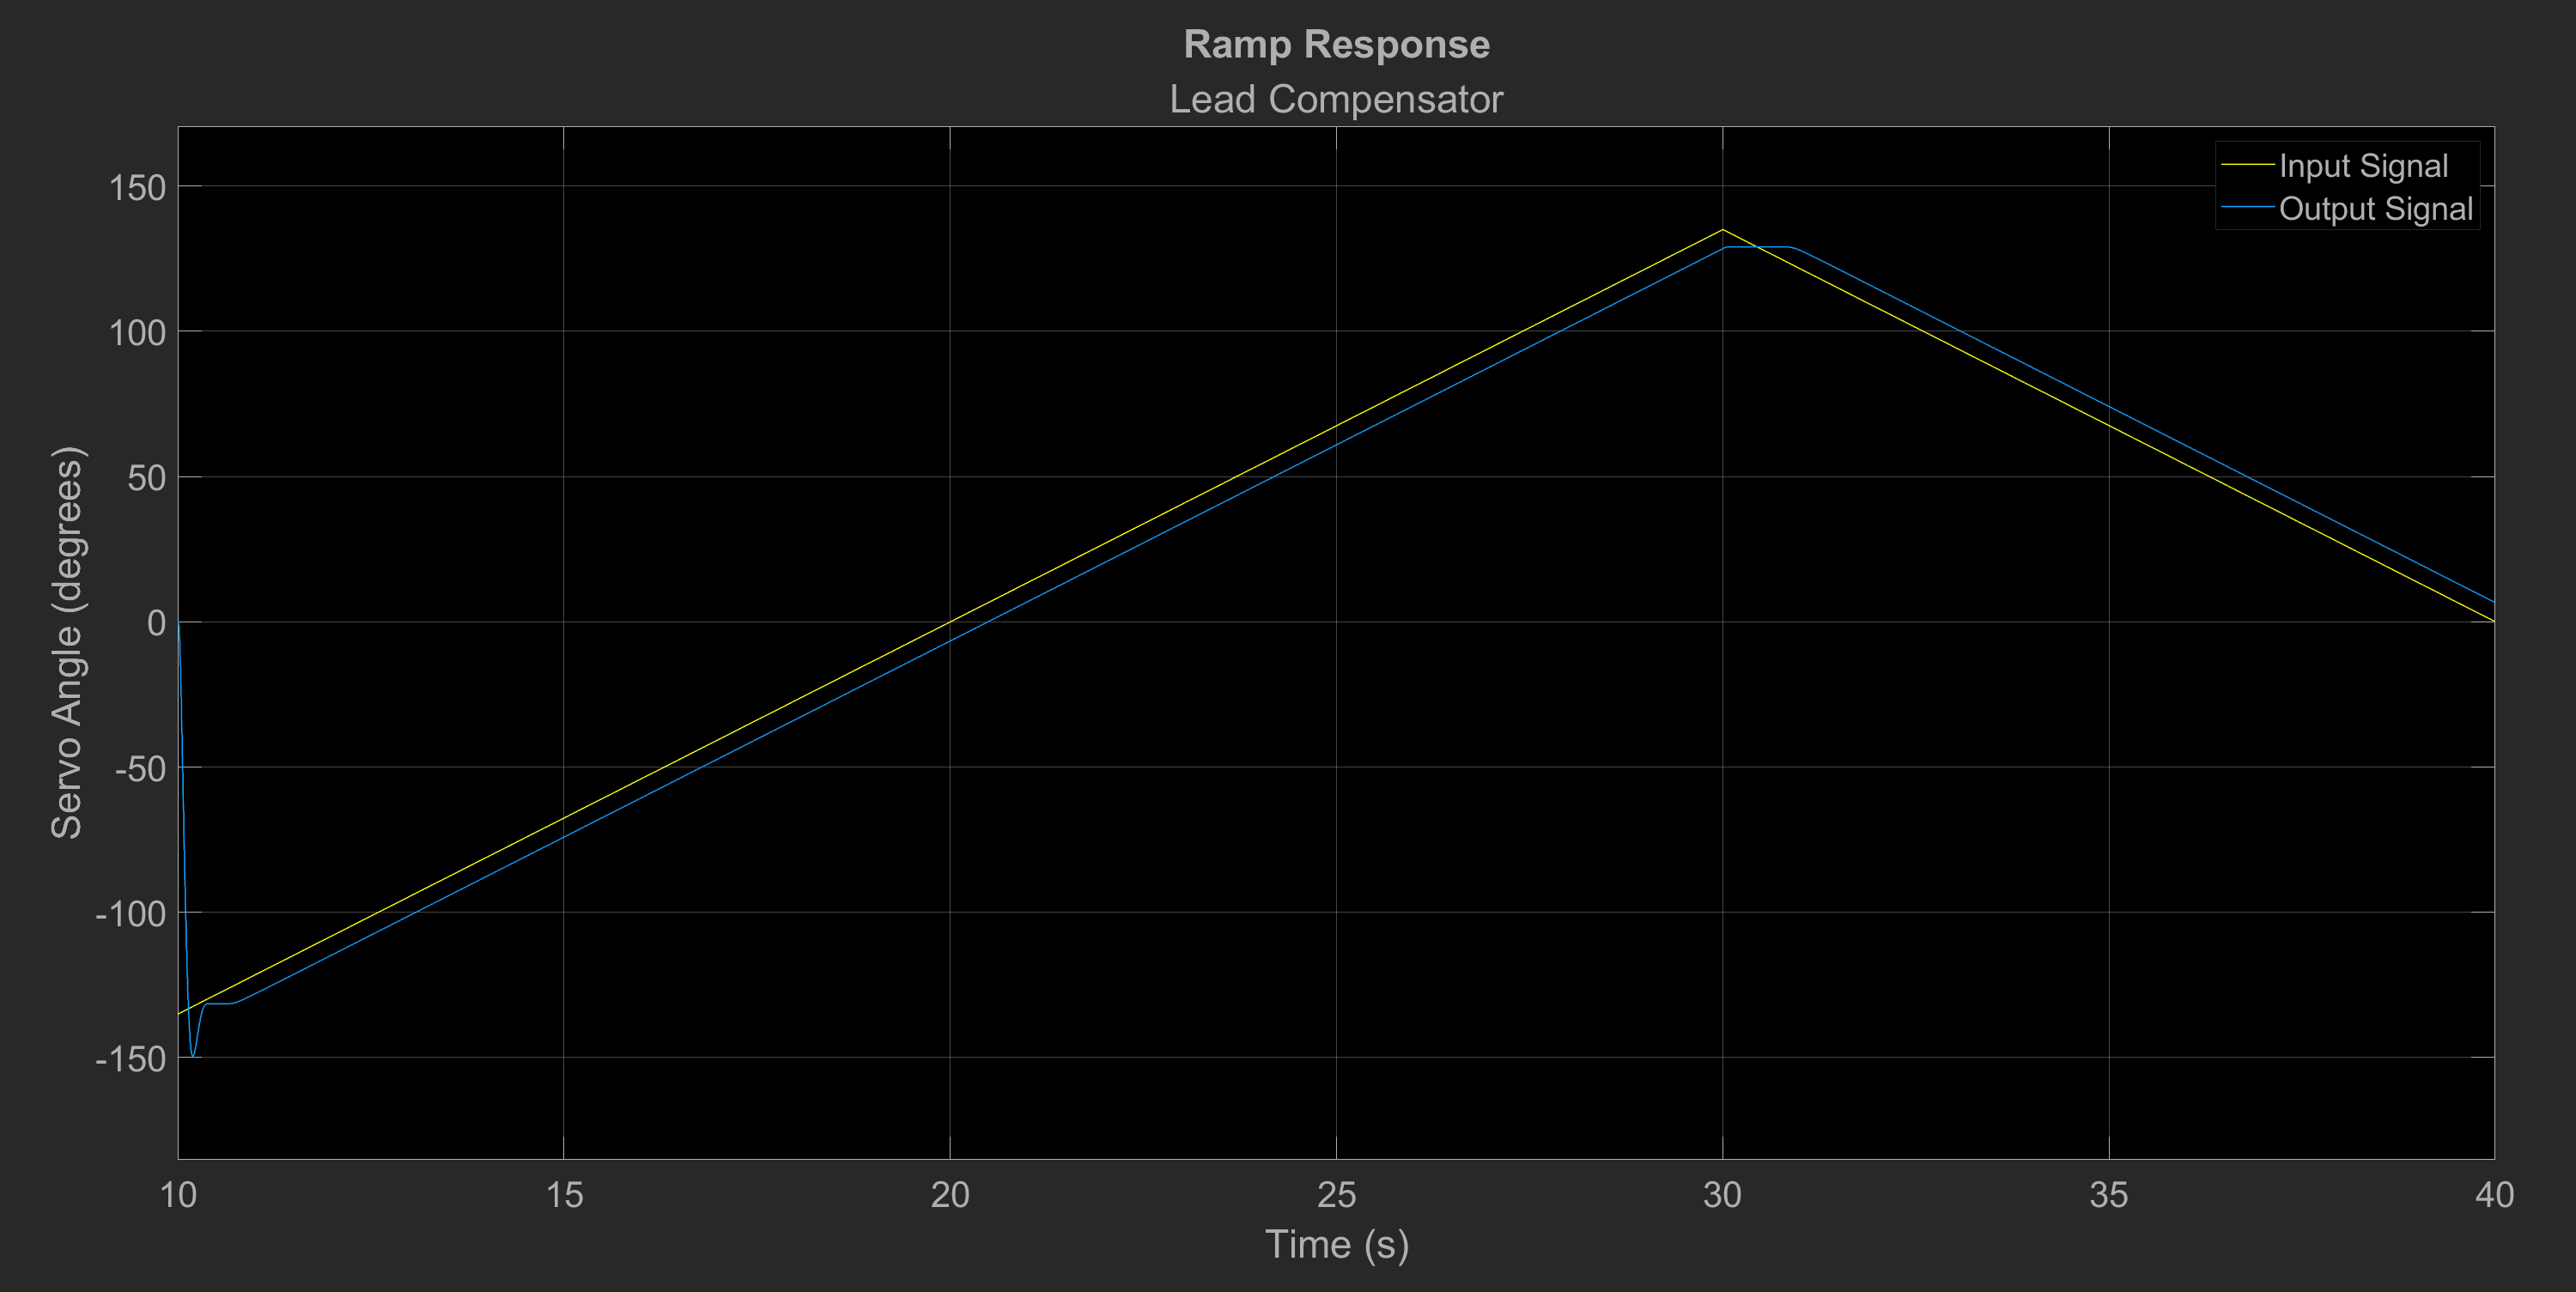 Ramp Response
Lead Compensator
Input Signal
Output Signal
150
100
50
0
-50
-100
-150
Servo Angle (degrees)
10 15 20 25 30 35 40
Time (s)